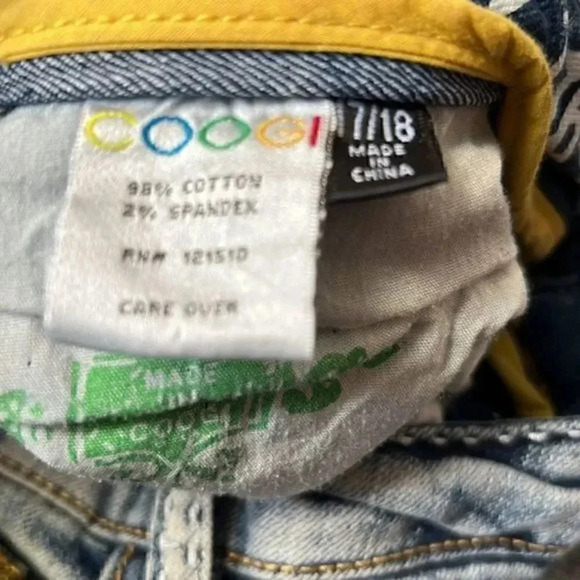 COOGI
7/18
MADE
IN
CHINA
98% COTTON
2% SPANDEX
RN# 121510
CARE OVER
MADE
IN